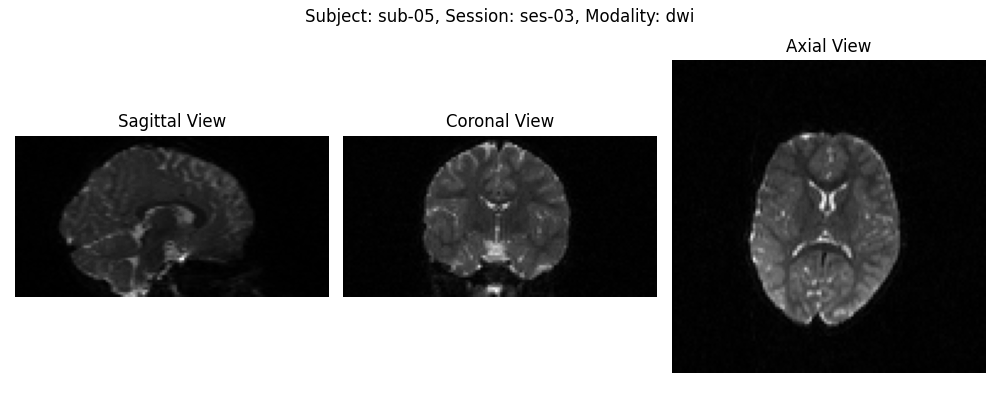 Subject: sub-05, Session: ses-03, Modality: dwi
Axial View
Sagittal View
Coronal View